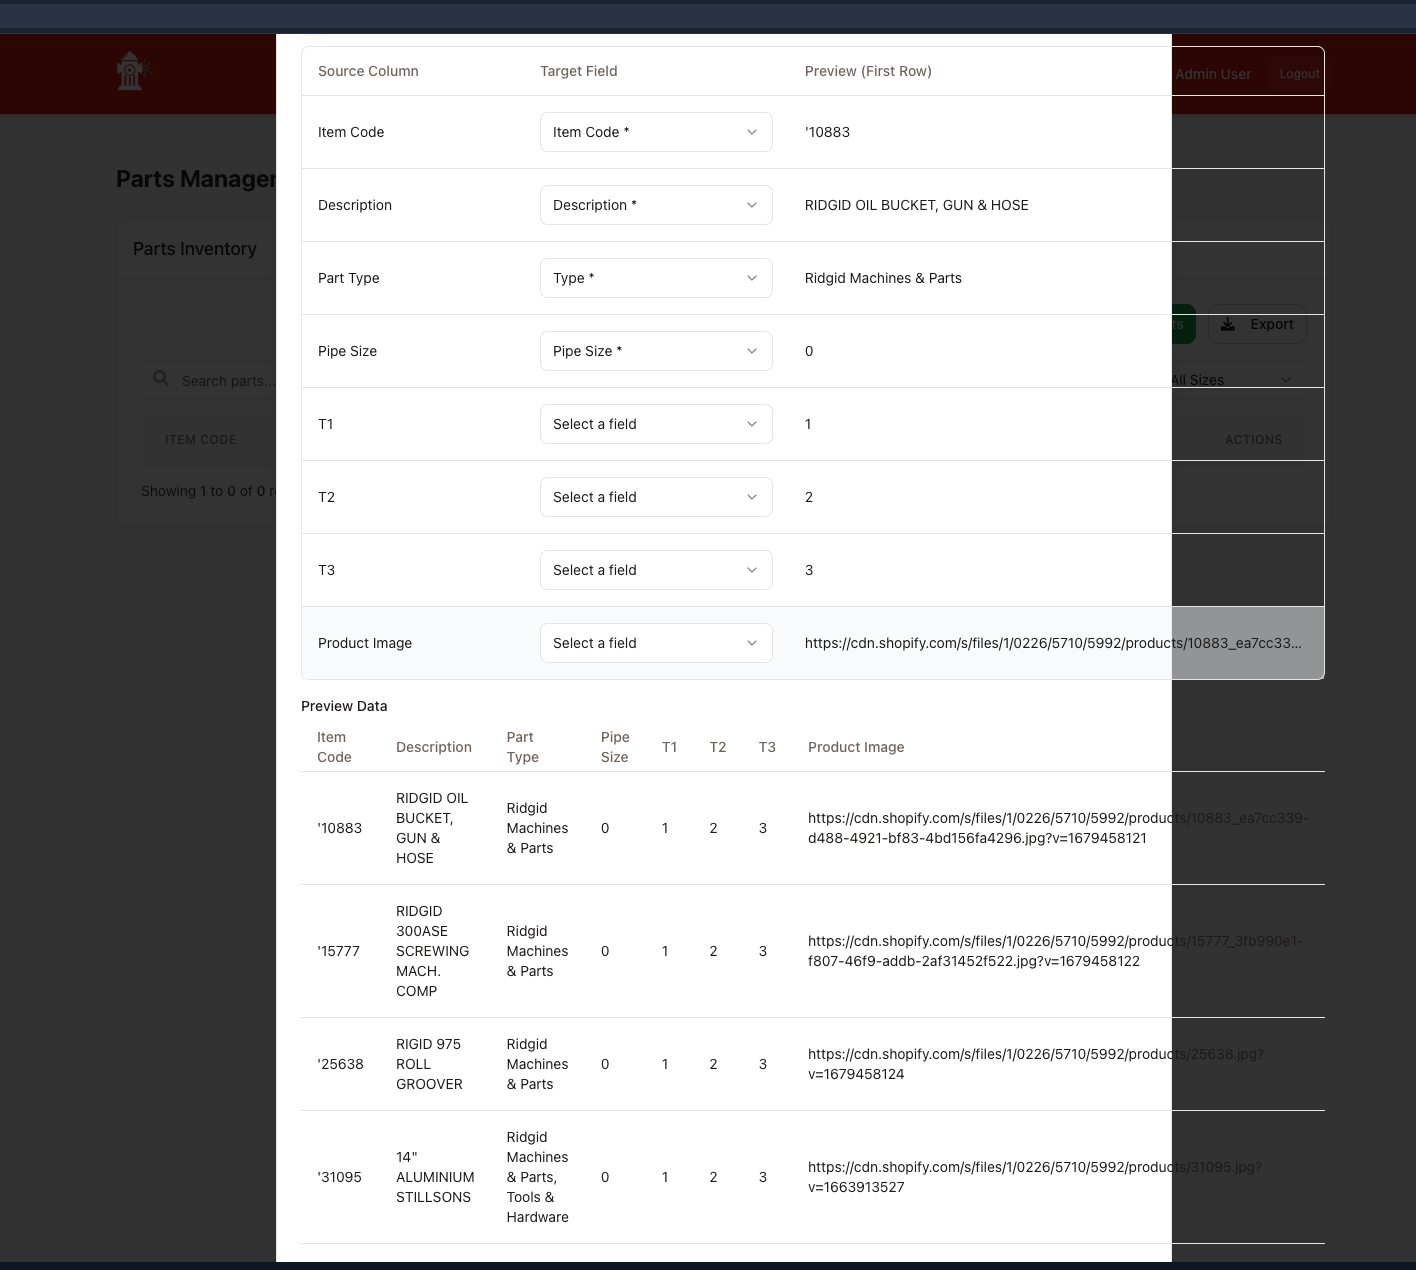 Admin User
Logout
Parts Manager
Parts Inventory
ts
Export
Search parts...
All Sizes
ITEM CODE
ACTIONS
Showing 1 to 0 of 0 r
Source Column
Target Field
Preview (First Row)
Item Code
Item Code *
'10883
Description
Description *
RIDGID OIL BUCKET, GUN & HOSE
Part Type
Type *
Ridgid Machines & Parts
Pipe Size
Pipe Size *
0
T1
Select a field
1
T2
Select a field
2
T3
Select a field
3
Product Image
Select a field
https://cdn.shopify.com/s/files/1/0226/5710/5992/products/10883_ea7cc33...
Preview Data
Item
Code
Description
Part
Type
Pipe
Size
T1
T2
T3
Product Image
'10883
RIDGID OIL
BUCKET,
GUN &
HOSE
Ridgid
Machines
& Parts
0
1
2
3
https://cdn.shopify.com/s/files/1/0226/5710/5992/products/10883_ea7cc339-
d488-4921-bf83-4bd156fa4296.jpg?v=1679458121
'15777
RIDGID
300ASE
SCREWING
MACH.
COMP
Ridgid
Machines
& Parts
0
1
2
3
https://cdn.shopify.com/s/files/1/0226/5710/5992/products/15777_3fb990e1-
f807-46f9-addb-2af31452f522.jpg?v=1679458122
'25638
RIGID 975
ROLL
GROOVER
Ridgid
Machines
& Parts
0
1
2
3
https://cdn.shopify.com/s/files/1/0226/5710/5992/products/25638.jpg?
v=1679458124
'31095
14"
ALUMINIUM
STILLSONS
Ridgid
Machines
& Parts,
Tools &
Hardware
0
1
2
3
https://cdn.shopify.com/s/files/1/0226/5710/5992/products/31095.jpg?
v=1663913527